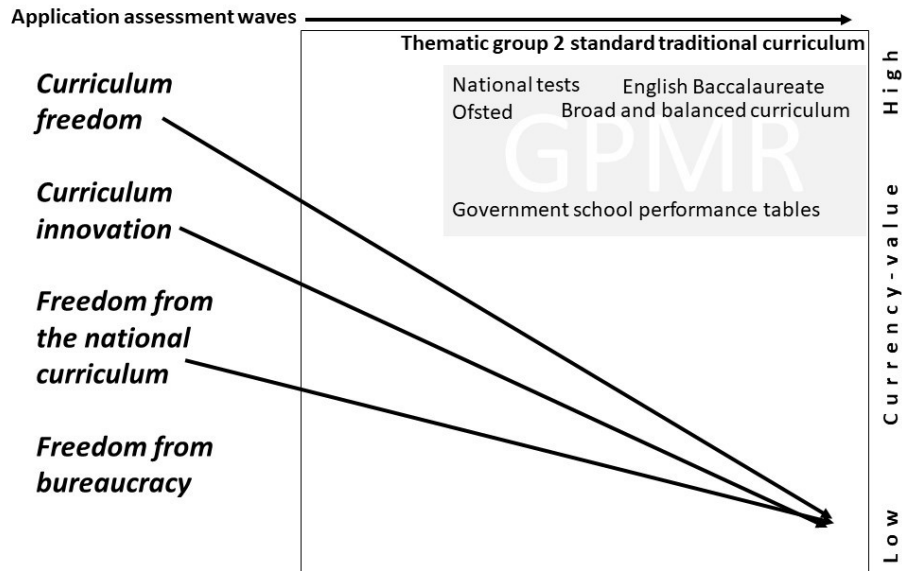 Application assessment waves
Thematic group 2 standard traditional curriculum
Curriculum
freedom
Curriculum
innovation
Freedom from
the national
curriculum
Freedom from
bureaucracy
National tests
English Baccalaureate
Ofsted
Broad and balanced curriculum
GPMR
Government school performance tables
High
Currency-value
Low